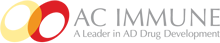 AC IMMUNE
A Leader in AD Drug Development